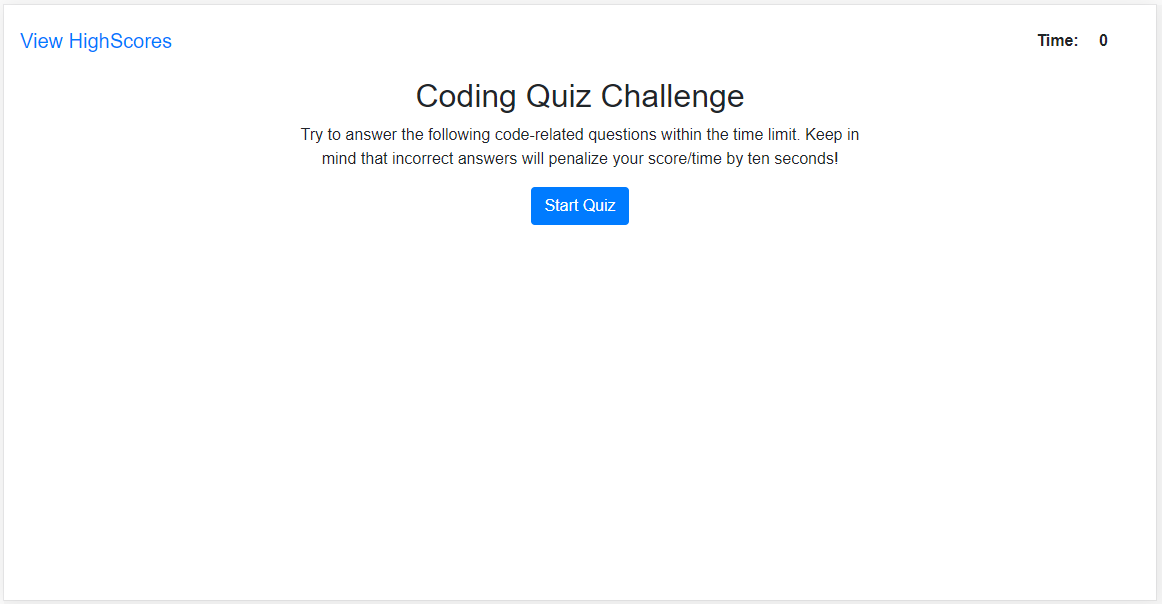 View HighScores
Time: 0
Coding Quiz Challenge
Try to answer the following code-related questions within the time limit. Keep in
mind that incorrect answers will penalize your score/time by ten seconds!
Start Quiz